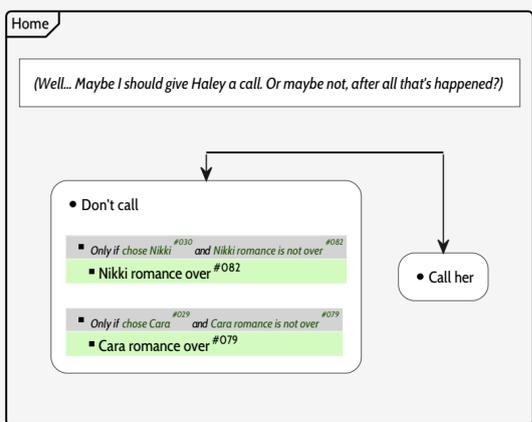 Home
(Well... Maybe I should give Haley a call. Or maybe not, after all that's happened?)
Don't call
Only if chose Nikki #030 and Nikki romance is not over #082
Nikki romance over #082
Only if chose Cara #029 and Cara romance is not over #079
Cara romance over #079
Call her